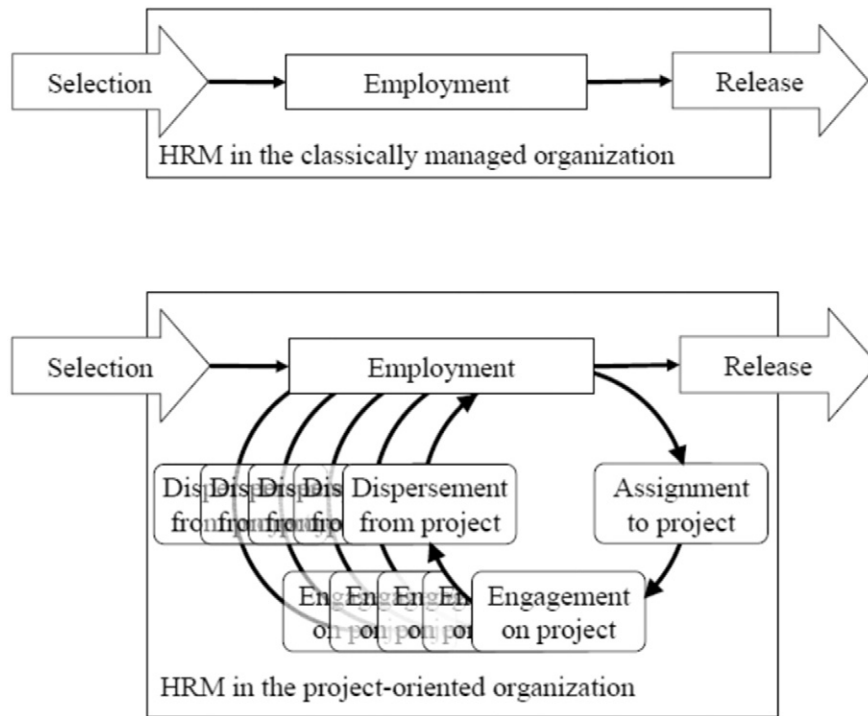 Selection
Employment
Release
HRM in the classically managed organization
Selection
Employment
Release
Dispersement
from project
Assignment
to project
Engagement
on project
HRM in the project-oriented organization